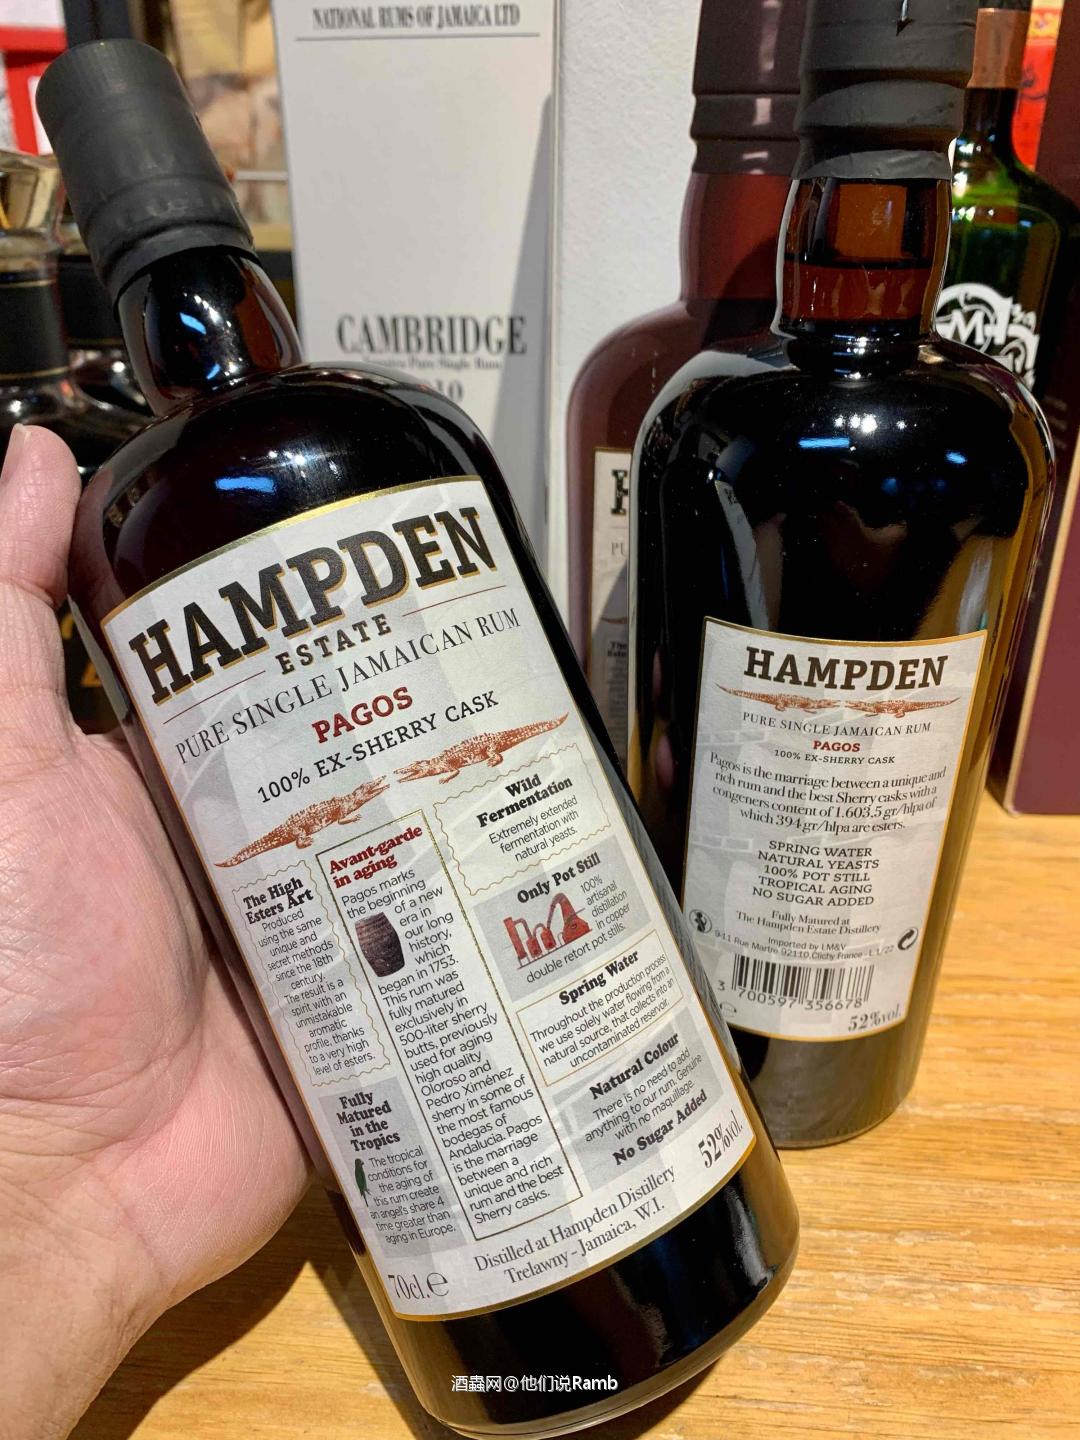 NATIONAL RUMS OF JAMAICA LTD
CAMBRIDGE
Jamaica Pure Single Rum
HAMPDEN
ESTATE
PURE SINGLE JAMAICAN RUM
PAGOS
100% EX-SHERRY CASK
The High
Esters Art
Produced
using the same
unique and
secret methods
since the 18th
century.
The result is a
spirit with an
unmistakable
aromatic
profile, thanks
to a very high
level of esters.
Fully
Matured
in the
Tropics
The tropical
conditions for
the aging of
this rum create
an angel's share 4
time greater than
aging in Europe.
Avant-garde
in aging
Pagos marks
the beginning
of a new
era in
our long
history,
which
began in 1753.
This rum was
fully matured
exclusively in
500-liter sherry
butts, previously
used for aging
high quality
Oloroso and
Pedro Ximénez
sherry in some of
the most famous
bodegas of
Andalucia. Pagos
is the marriage
between a
unique and rich
rum and the best
Sherry casks.
Wild
Fermentation
Extremely extended
fermentation with
natural yeasts.
Only Pot Still
100%
artisanal
distillation
in copper
double retort pot stills.
Spring Water
Throughout the production process
we use solely water flowing from a
natural source, that collects into an
uncontaminated reservoir.
Natural Colour
There is no need to add
anything to our rum. Genuine
with no maquillage.
No Sugar Added
52%vol.
Distilled at Hampden Distillery
Trelawny - Jamaica, W.I.
70cl.℮
HAMPDEN
PURE SINGLE JAMAICAN RUM
PAGOS
100% EX-SHERRY CASK
Pagos is the marriage between a unique and
rich rum and the best Sherry casks with a
congeners content of 1.603,5 gr/hlpa of
which 394 gr/hlpa are esters.
SPRING WATER
NATURAL YEASTS
100% POT STILL
TROPICAL AGING
NO SUGAR ADDED
Fully Matured at
The Hampden Estate Distillery
Imported by LM&V
9-11 Rue Martre 92110 Clichy France - L 1/22
3 700597 356678
52%vol.
酒蟲网@他们说Ramb